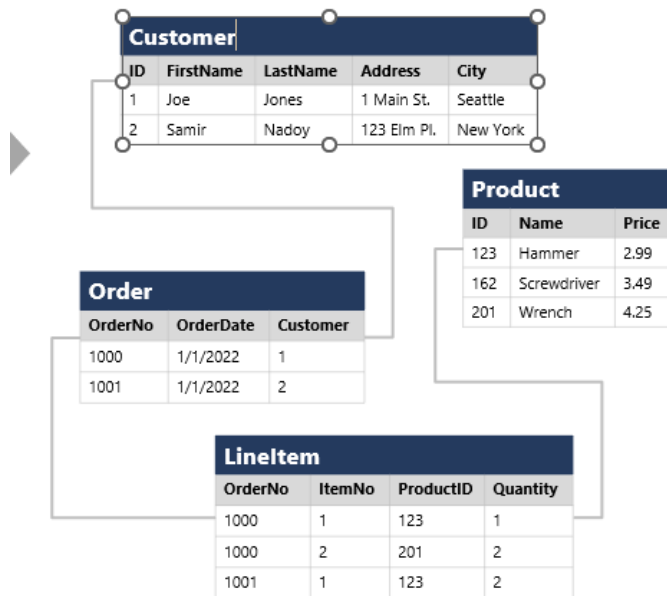 Customer
ID FirstName LastName Address City
1 Joe Jones 1 Main St. Seattle
2 Samir Nadoy 123 Elm Pl. New York
Product
ID Name Price
123 Hammer 2.99
162 Screwdriver 3.49
201 Wrench 4.25
Order
OrderNo OrderDate Customer
1000 1/1/2022 1
1001 1/1/2022 2
LineItem
OrderNo ItemNo ProductID Quantity
1000 1 123 1
1000 2 201 2
1001 1 123 2